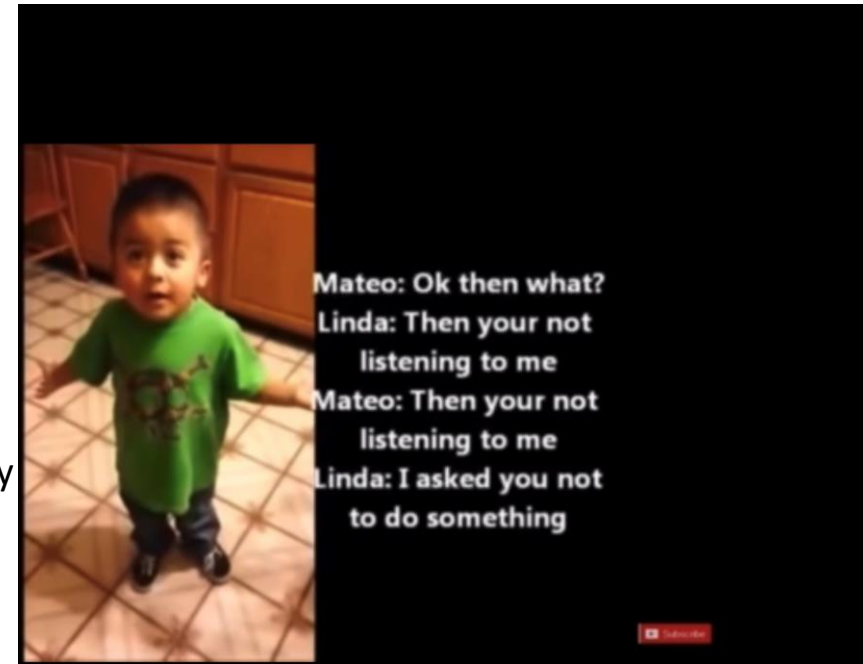 Mateo: Ok then what?
Linda: Then your not
listening to me
Mateo: Then your not
listening to me
Linda: I asked you not
to do something
y
Subscribe